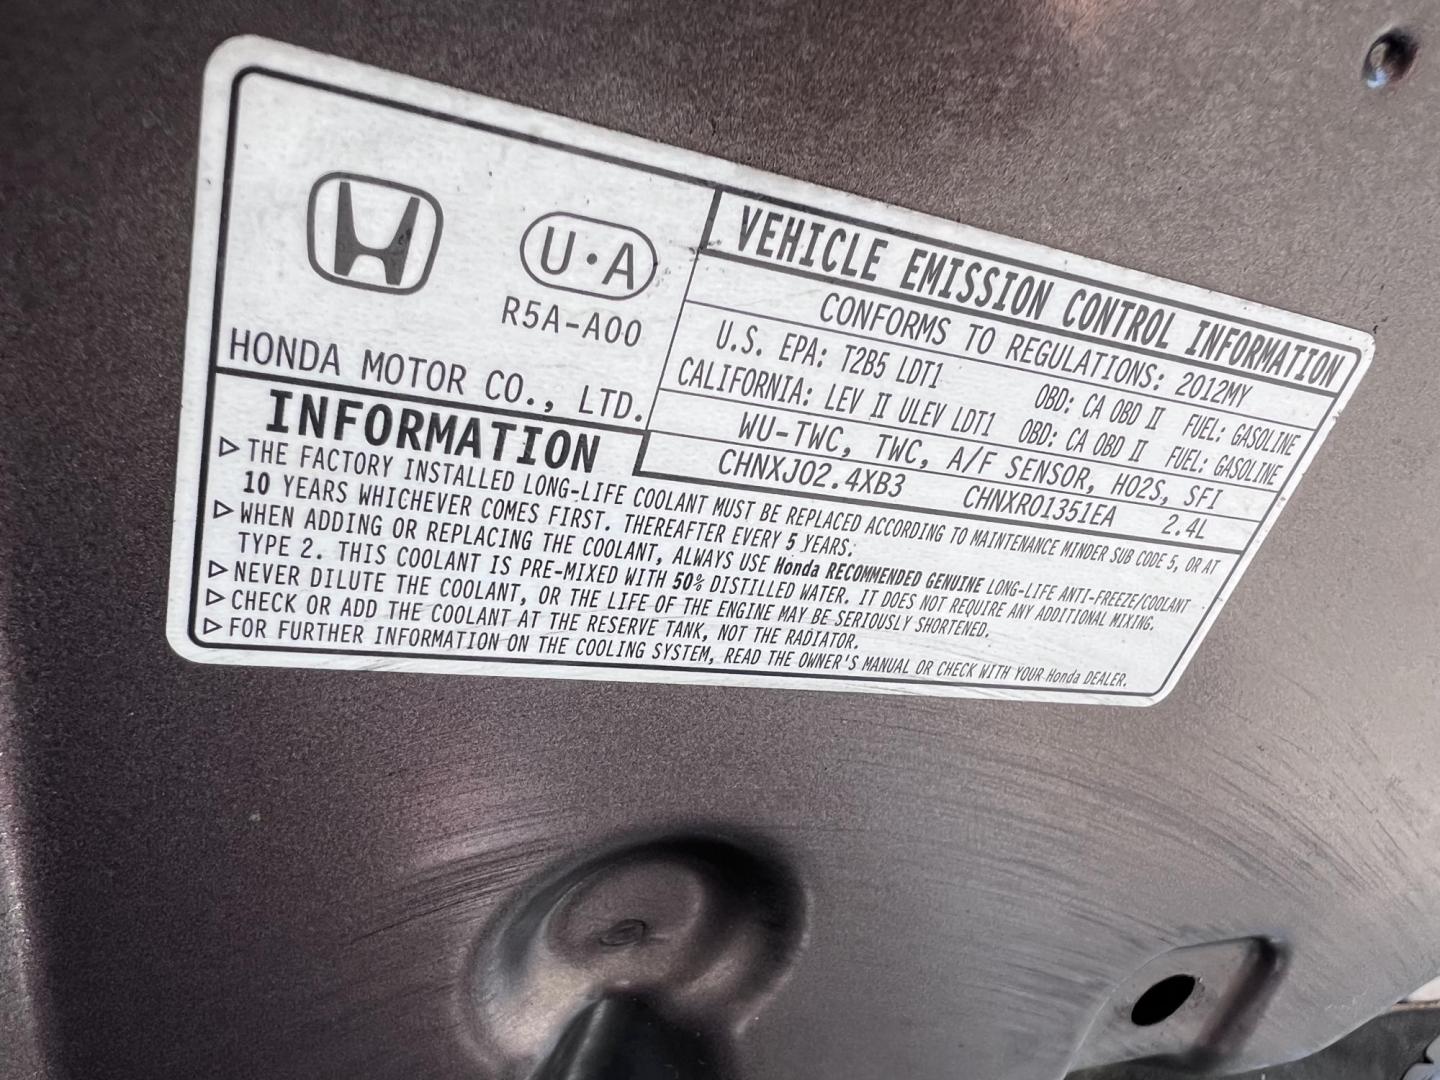 U·A
R5A-A00
HONDA MOTOR CO., LTD.
VEHICLE EMISSION CONTROL INFORMATION
CONFORMS TO REGULATIONS: 2012MY
U.S. EPA: T2B5 LDT1 OBD: CA OBD II FUEL: GASOLINE
CALIFORNIA: LEV II ULEV LDT1 OBD: CA OBD II FUEL: GASOLINE
WU-TWC, TWC, A/F SENSOR, HO2S, SFI
CHNXJ02.4XB3 CHNXR01351EA 2.4L
INFORMATION
▷ THE FACTORY INSTALLED LONG-LIFE COOLANT MUST BE REPLACED ACCORDING TO MAINTENANCE MINDER SUB CODE 5, OR AT
10 YEARS WHICHEVER COMES FIRST. THEREAFTER EVERY 5 YEARS.
▷ WHEN ADDING OR REPLACING THE COOLANT, ALWAYS USE Honda RECOMMENDED GENUINE LONG-LIFE ANTI-FREEZE/COOLANT
TYPE 2. THIS COOLANT IS PRE-MIXED WITH 50% DISTILLED WATER. IT DOES NOT REQUIRE ANY ADDITIONAL MIXING.
▷ NEVER DILUTE THE COOLANT, OR THE LIFE OF THE ENGINE MAY BE SERIOUSLY SHORTENED.
▷ CHECK OR ADD THE COOLANT AT THE RESERVE TANK, NOT THE RADIATOR.
▷ FOR FURTHER INFORMATION ON THE COOLING SYSTEM, READ THE OWNER'S MANUAL OR CHECK WITH YOUR Honda DEALER.